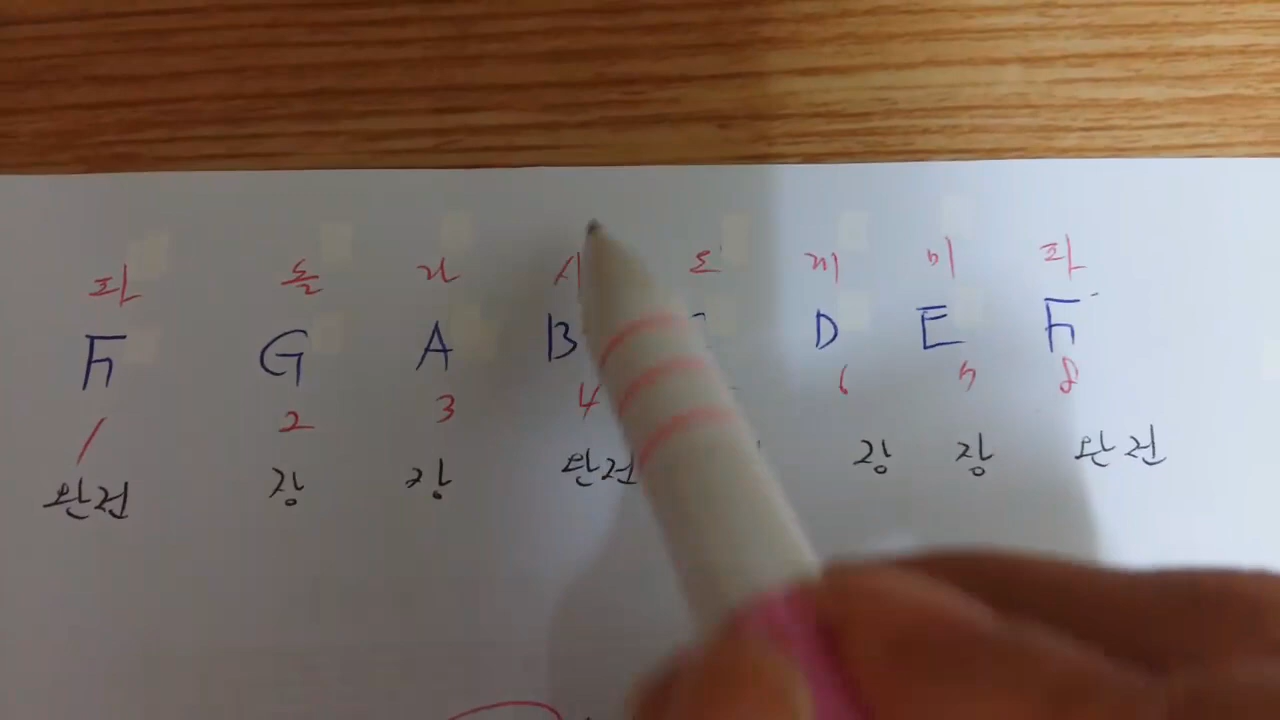 파 솔 라 시 도 레 미 파
F G A B D E F
1 2 3 4 6 7 8
완전 장 장 완전 장 장 완전